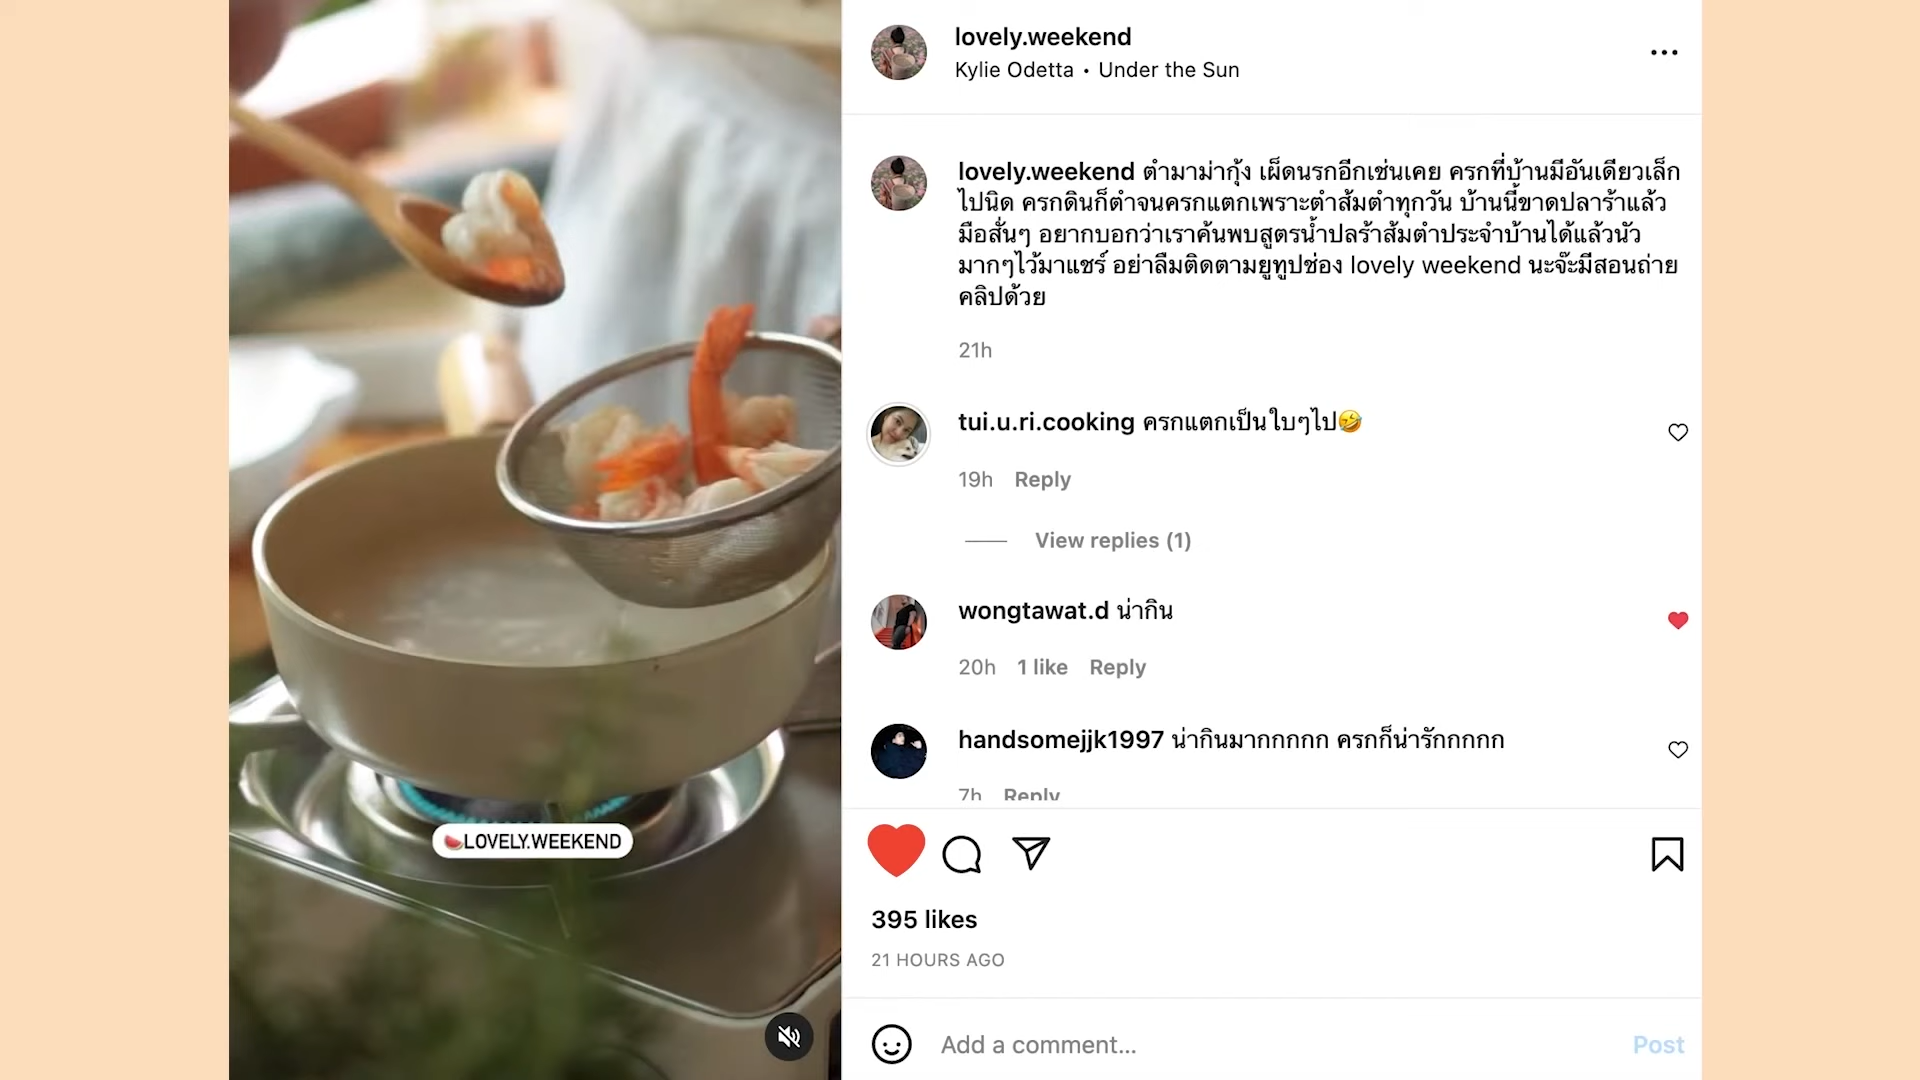 lovely.weekend
Kylie Odetta • Under the Sun
lovely.weekend ตำมาม่ากุ้ง เผ็ดนรกอีกเช่นเคย ครกที่บ้านมีอันเดียวเล็ก
ไปนิด ครกดินก็ตำจนครกแตกเพราะตำส้มตำทุกวัน บ้านนี้ขาดปลาร้าแล้ว
มือสั่นๆ อยากบอกว่าเราค้นพบสูตรน้ำปลร้าส้มตำประจำบ้านได้แล้วนัว
มากๆไว้มาแชร์ อย่าลืมติดตามยูทูปช่อง lovely weekend นะจ๊ะมีสอนถ่าย
คลิปด้วย
21h
tui.u.ri.cooking ครกแตกเป็นใบๆไป🤣
19h Reply
View replies (1)
wongtawat.d น่ากิน
20h 1 like Reply
handsomejjk1997 น่ากินมากกกกก ครกก็น่ารักกกกก
7h Reply
395 likes
21 HOURS AGO
Add a comment...
Post
🍉LOVELY.WEEKEND